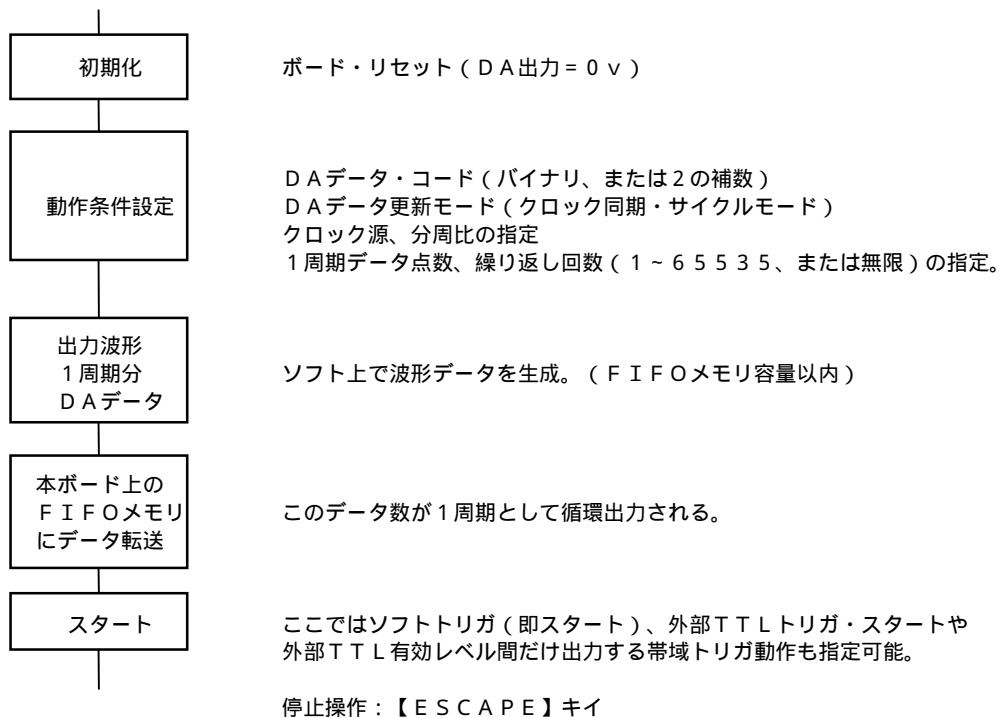 初期化
ボード・リセット（ＤＡ出力＝０ｖ）
動作条件設定
ＤＡデータ・コード（バイナリ、または２の補数）
ＤＡデータ更新モード（クロック同期・サイクルモード）
クロック源、分周比の指定
１周期データ点数、繰り返し回数（１~６５５３５、または無限）の指定。
出力波形
１周期分
ＤＡデータ
ソフト上で波形データを生成。（ＦＩＦＯメモリ容量以内）
本ボード上の
ＦＩＦＯメモリ
にデータ転送
このデータ数が１周期として循環出力される。
スタート
ここではソフトトリガ（即スタート）、外部ＴＴＬトリガ・スタートや
外部ＴＴＬ有効レベル間だけ出力する帯域トリガ動作も指定可能。
停止操作：【ＥＳＣＡＰＥ】キイ